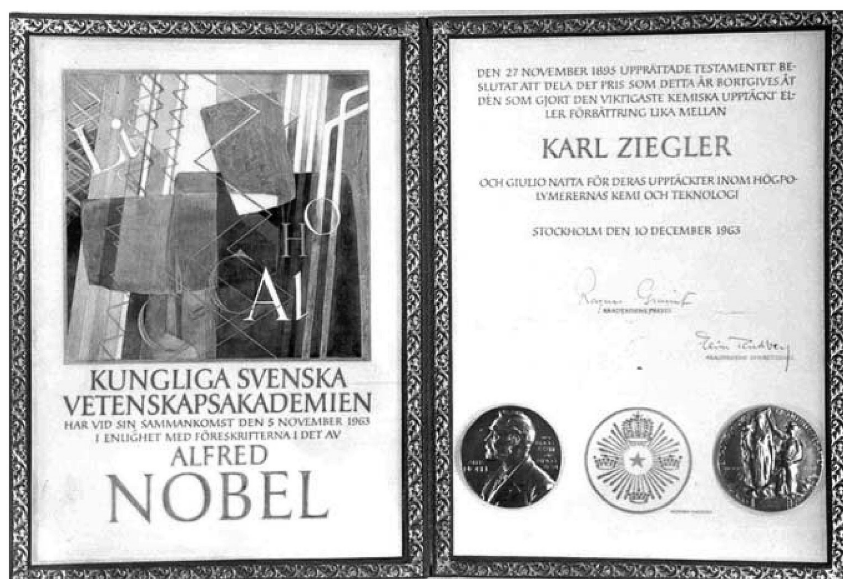 Li
H O
C Al
KUNGLIGA SVENSKA
VETENSKAPSAKADEMIEN
HAR VID SIN SAMMANKOMST DEN 5 NOVEMBER 1963
I ENLIGHET MED FÖRESKRIFTERNA I DET AV
ALFRED
NOBEL
DEN 27 NOVEMBER 1895 UPPRÄTTADE TESTAMENTET BE-
SLUTAT ATT DELA DET PRIS SOM DETTA ÅR BORTGIVES ÅT
DEN SOM GJORT DEN VIKTIGASTE KEMISKA UPPTÄCKT EL-
LER FÖRBÄTTRING LIKA MELLAN
KARL ZIEGLER
OCH GIULIO NATTA FÖR DERAS UPPTÄCKTER INOM HÖGPO-
LYMERERNAS KEMI OCH TEKNOLOGI
STOCKHOLM DEN 10 DECEMBER 1963
AKADEMIENS PRESES